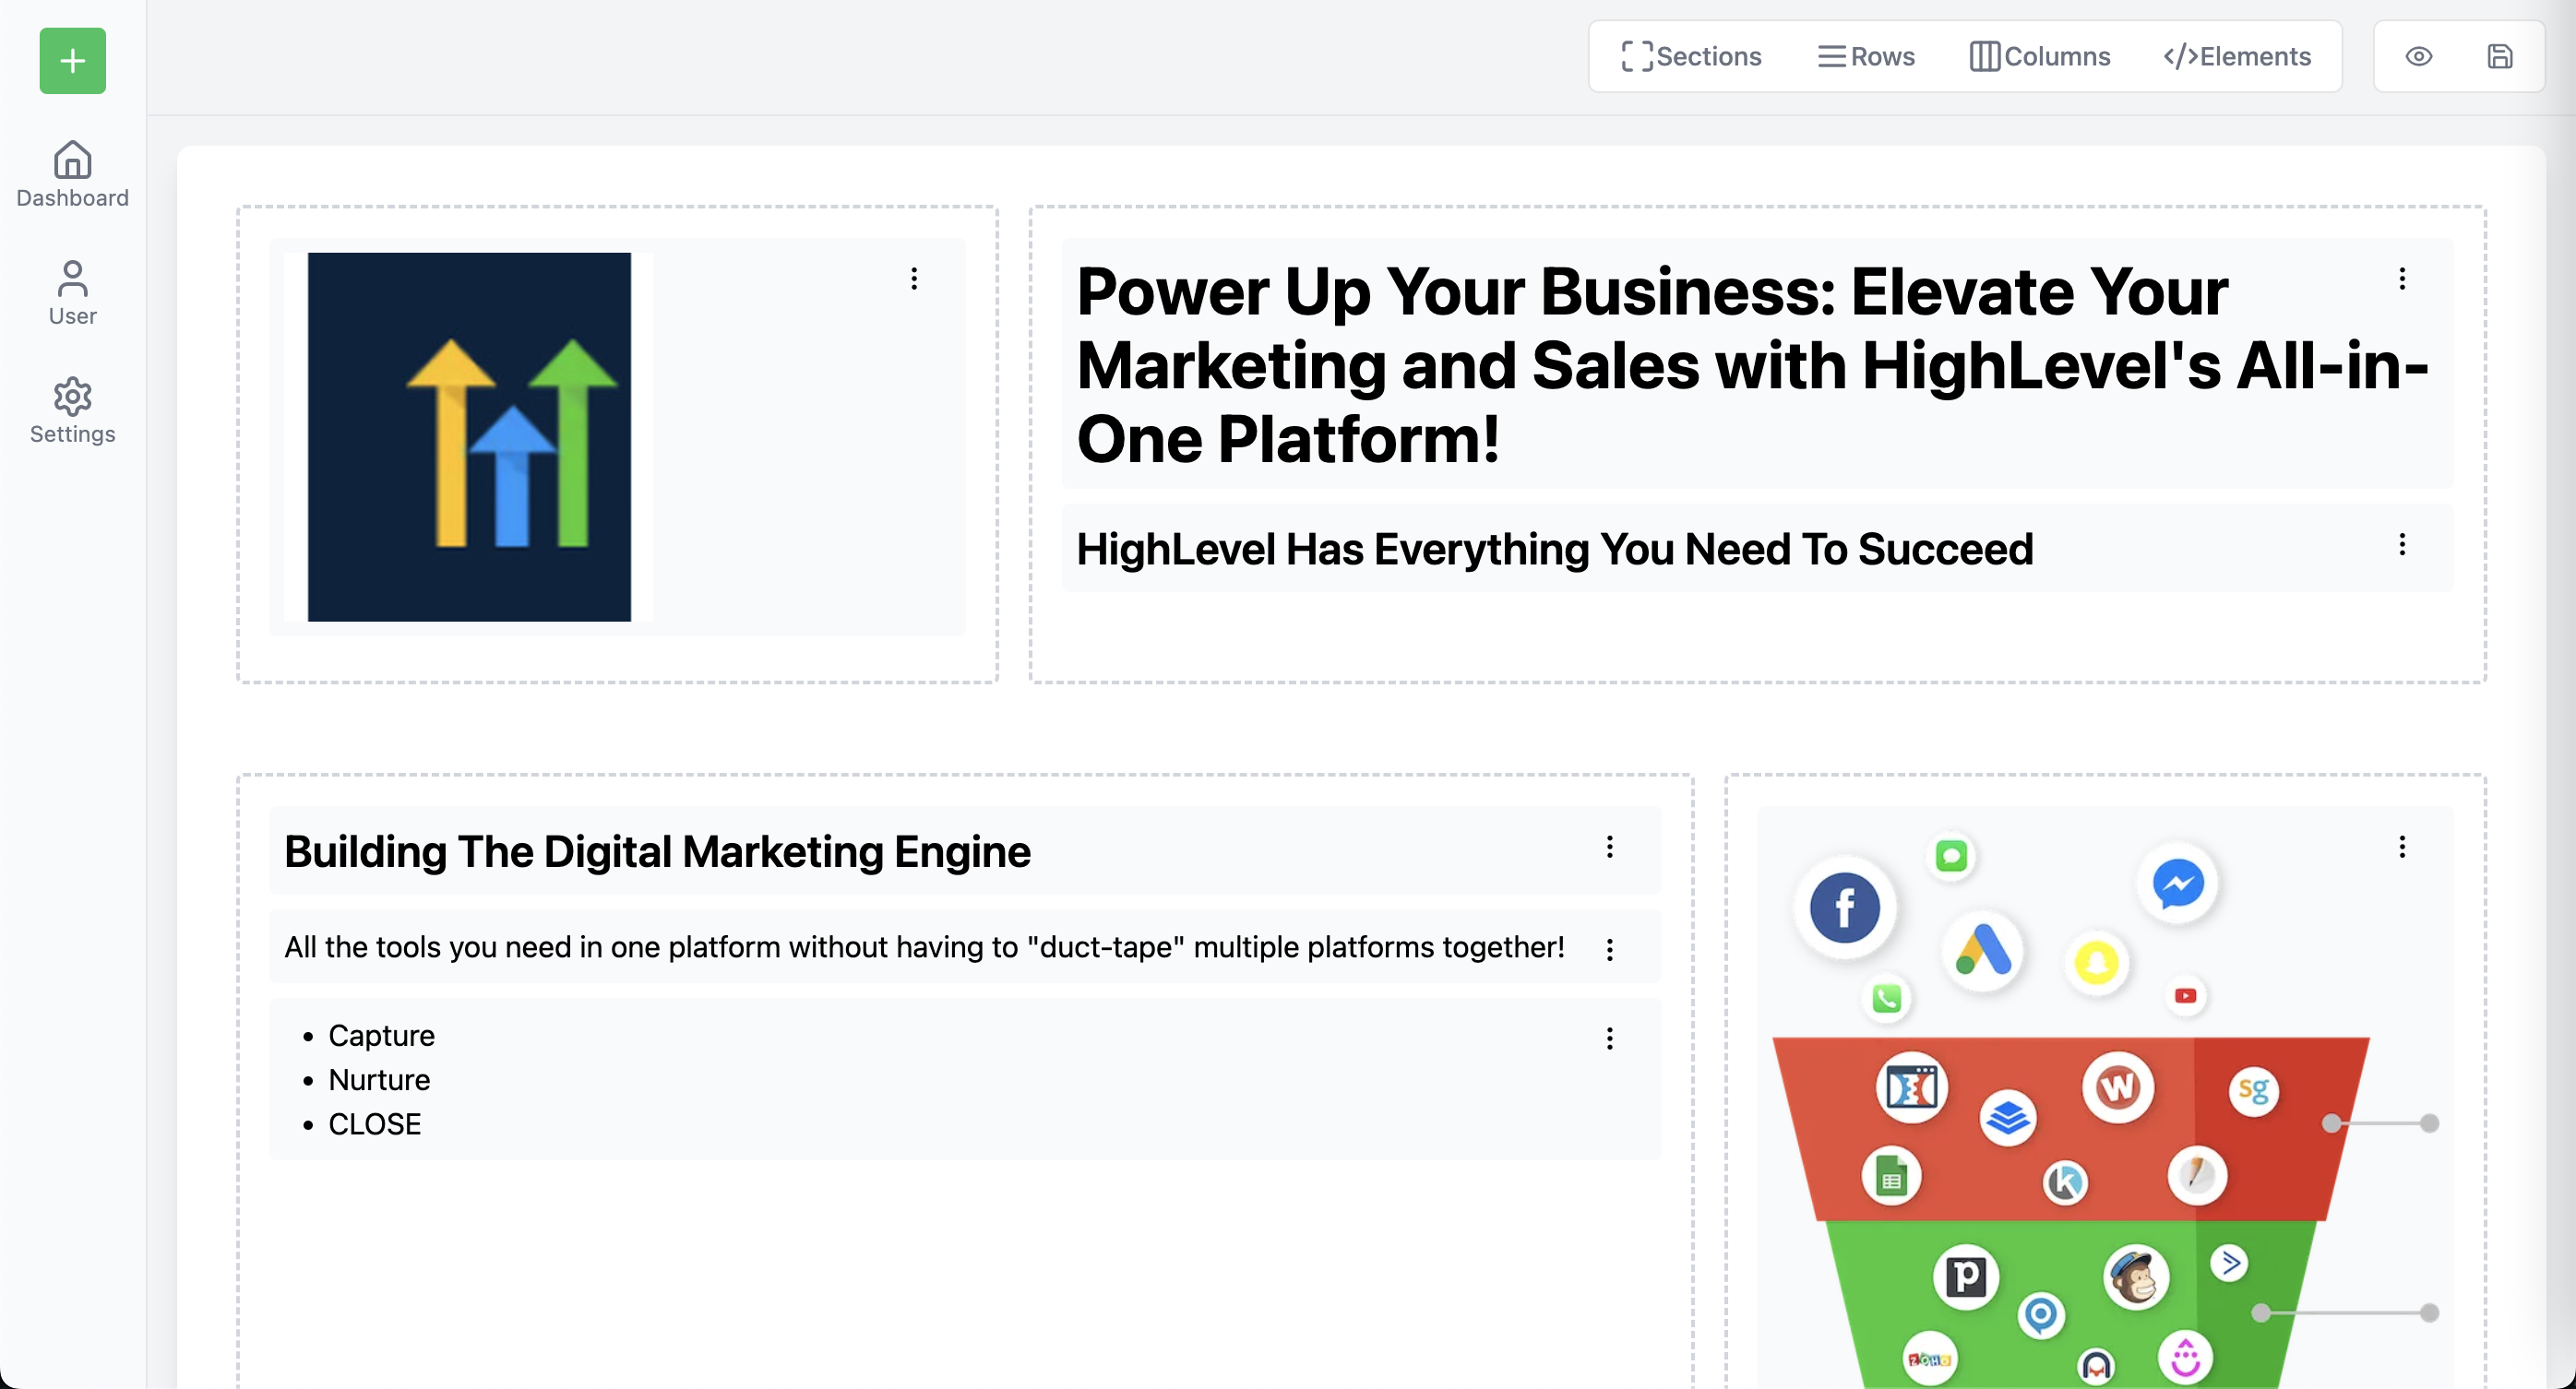 Sections Rows Columns Elements
Dashboard
User
Settings
Power Up Your Business: Elevate Your
Marketing and Sales with HighLevel's All-in-
One Platform!
HighLevel Has Everything You Need To Succeed
Building The Digital Marketing Engine
All the tools you need in one platform without having to "duct-tape" multiple platforms together!
Capture
Nurture
CLOSE
f
W
sg
k
p
ZOHO